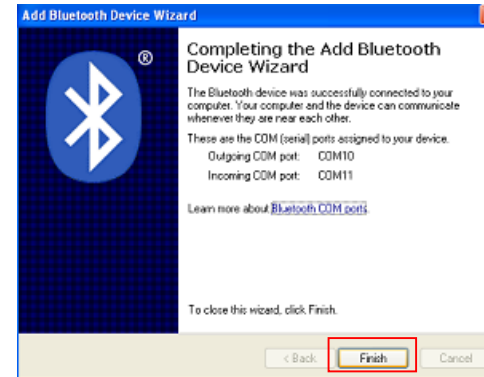 Add Bluetooth Device Wizard
®
Completing the Add Bluetooth
Device Wizard
The Bluetooth device was successfully connected to your
computer. Your computer and the device can communicate
whenever they are near each other.
These are the COM (serial) ports assigned to your device.
Outgoing COM port: COM10
Incoming COM port: COM11
Learn more about Bluetooth COM ports.
To close this wizard, click Finish.
< Back Finish Cancel